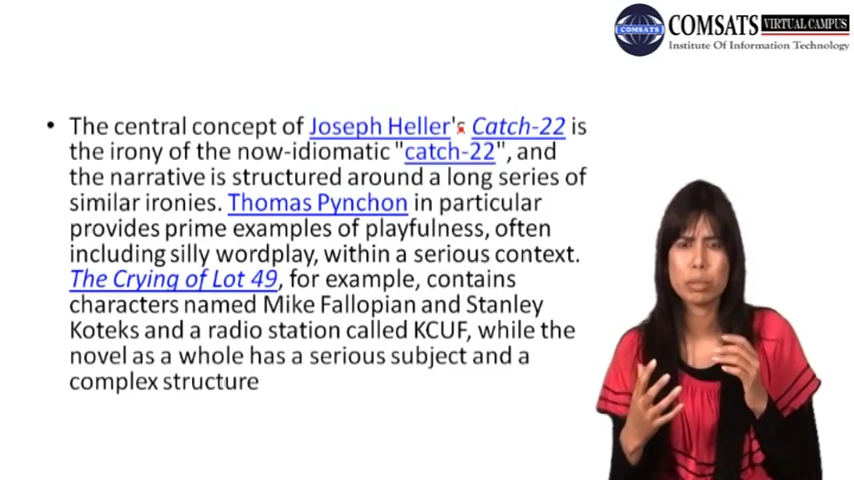 COMSATS VIRTUAL CAMPUS
Institute Of Information Technology
COMSATS
• The central concept of Joseph Heller's Catch-22 is
the irony of the now-idiomatic "catch-22", and
the narrative is structured around a long series of
similar ironies. Thomas Pynchon in particular
provides prime examples of playfulness, often
including silly wordplay, within a serious context.
The Crying of Lot 49, for example, contains
characters named Mike Fallopian and Stanley
Koteks and a radio station called KCUF, while the
novel as a whole has a serious subject and a
complex structure